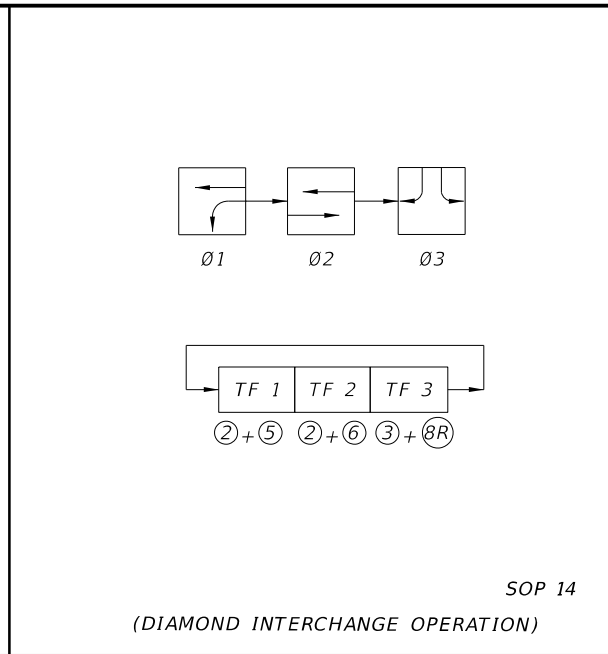 Ø1 Ø2 Ø3
TF 1 TF 2 TF 3
2 + 5 2 + 6 3 + 8R
SOP 14
(DIAMOND INTERCHANGE OPERATION)